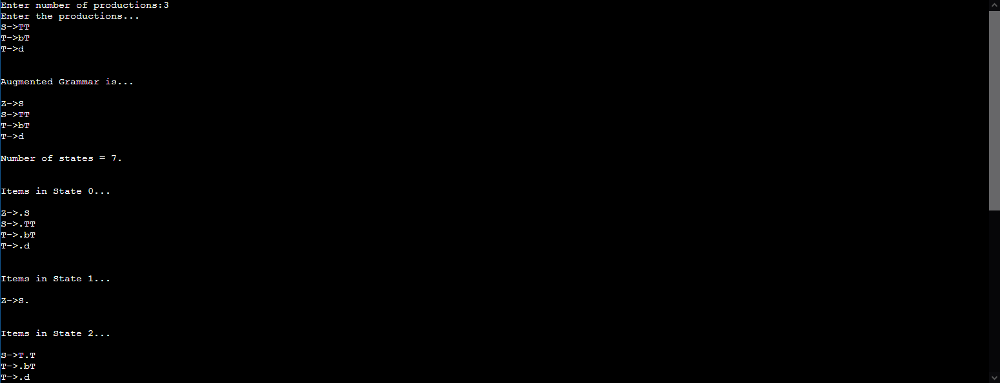 Enter number of productions:3
Enter the productions...
S->TT
T->bT
T->d
Augmented Grammar is...
Z->S
S->TT
T->bT
T->d
Number of states = 7.
Items in State 0...
Z->.S
S->.TT
T->.bT
T->.d
Items in State 1...
Z->S.
Items in State 2...
S->T.T
T->.bT
T->.d